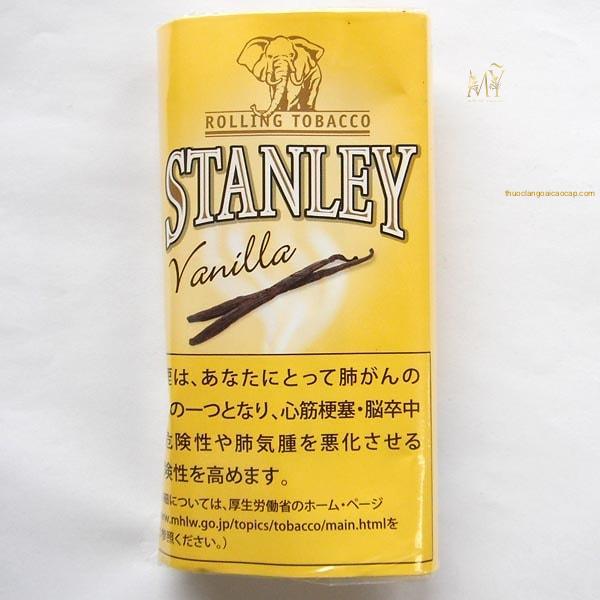 ROLLING TOBACCO
STANLEY
Vanilla
MỸ
thuoclangoaicaocap.com
煙は、あなたにとって肺がんの
の一つとなり、心筋梗塞・脳卒中
危険性や肺気腫を悪化させる
険性を高めます。
については、厚生労働省のホーム・ページ
w.mhlw.go.jp/topics/tobacco/main.htmlを
参照ください。）